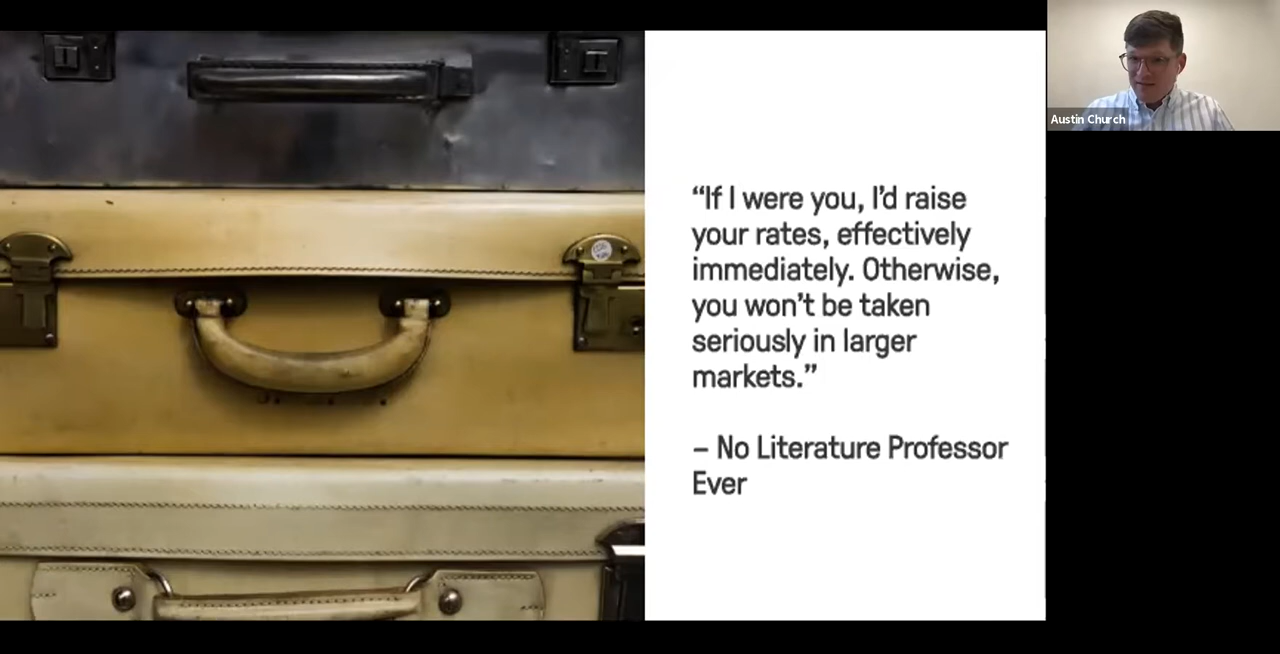 “If I were you, I’d raise
your rates, effectively
immediately. Otherwise,
you won’t be taken
seriously in larger
markets.”
– No Literature Professor
Ever
Austin Church